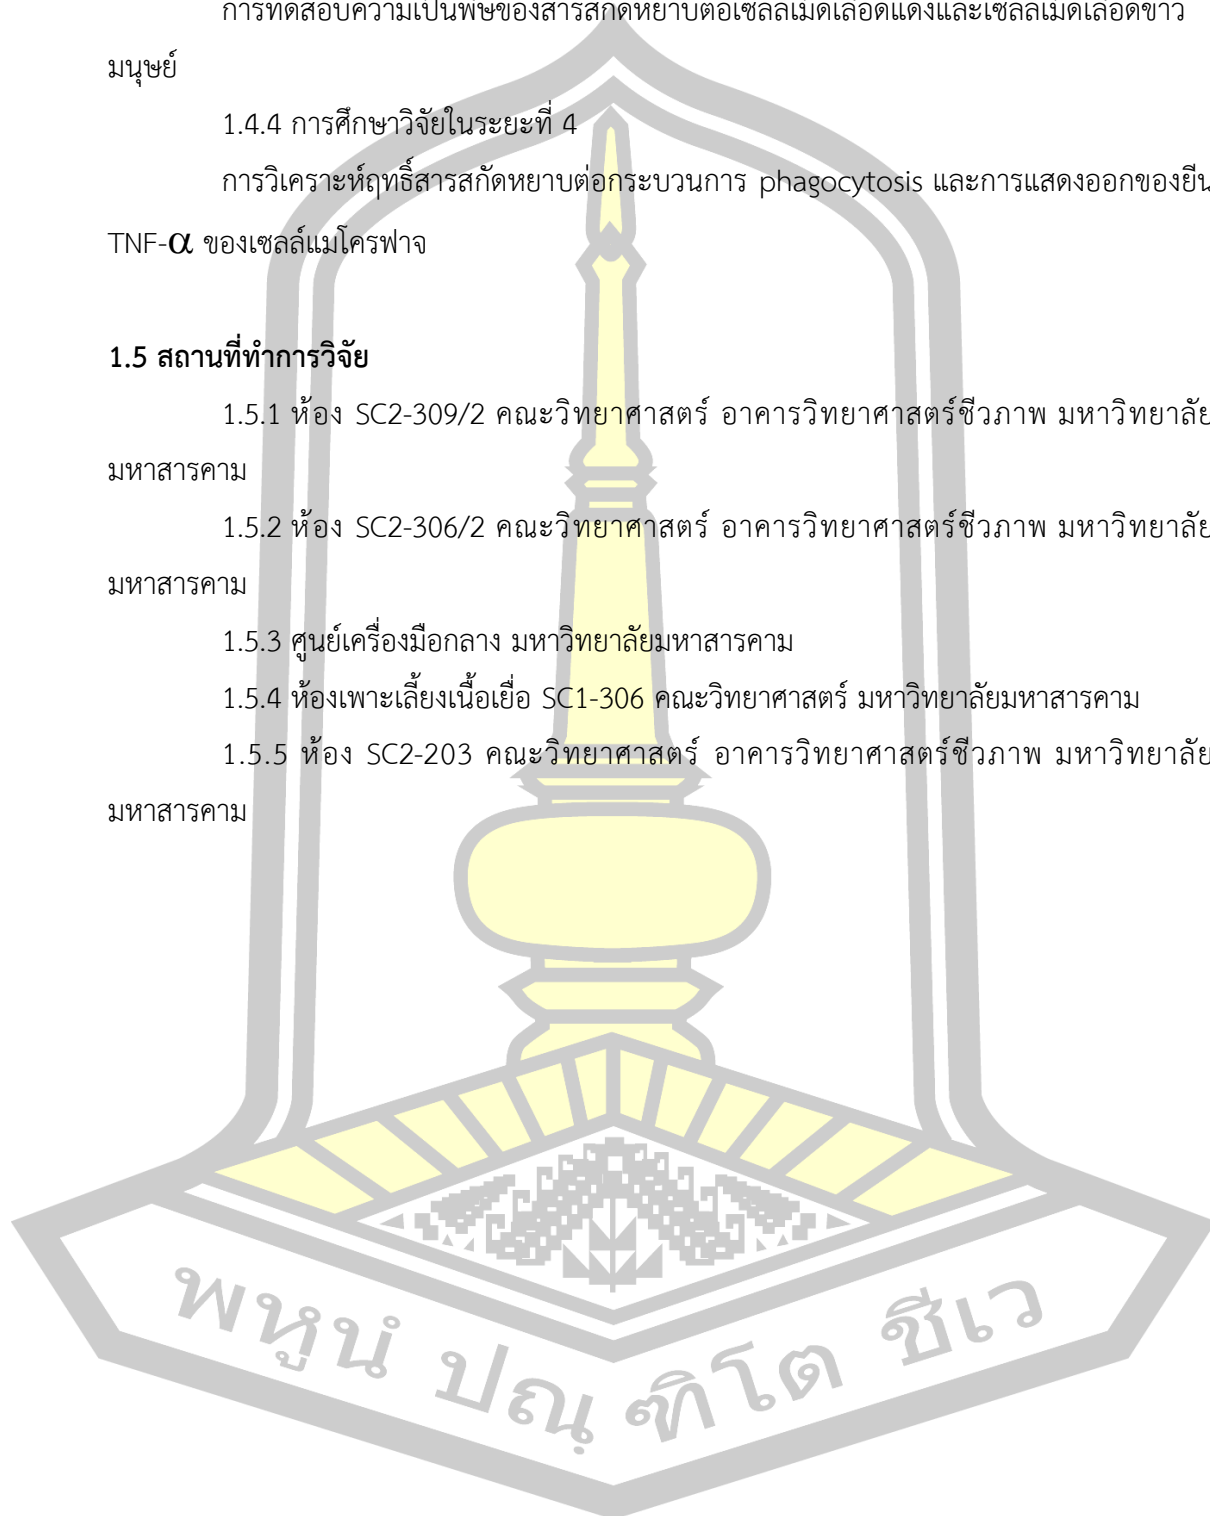 การทดสอบความเป็นพิษของสารสกัดหยาบต่อเซลล์เม็ดเลือดแดงและเซลล์เม็ดเลือดขาว
มนุษย์
1.4.4 การศึกษาวิจัยในระยะที่ 4
การวิเคราะห์ฤทธิ์สารสกัดหยาบต่อกระบวนการ phagocytosis และการแสดงออกของยีน
TNF-α ของเซลล์แมโครฟาจ
1.5 สถานที่ทำการวิจัย
1.5.1 ห้อง SC2-309/2 คณะวิทยาศาสตร์ อาคารวิทยาศาสตร์ชีวภาพ มหาวิทยาลัย
มหาสารคาม
1.5.2 ห้อง SC2-306/2 คณะวิทยาศาสตร์ อาคารวิทยาศาสตร์ชีวภาพ มหาวิทยาลัย
มหาสารคาม
1.5.3 ศูนย์เครื่องมือกลาง มหาวิทยาลัยมหาสารคาม
1.5.4 ห้องเพาะเลี้ยงเนื้อเยื่อ SC1-306 คณะวิทยาศาสตร์ มหาวิทยาลัยมหาสารคาม
1.5.5 ห้อง SC2-203 คณะวิทยาศาสตร์ อาคารวิทยาศาสตร์ชีวภาพ มหาวิทยาลัย
มหาสารคาม
พหูนํ ปณฺฑิโต ชีเว